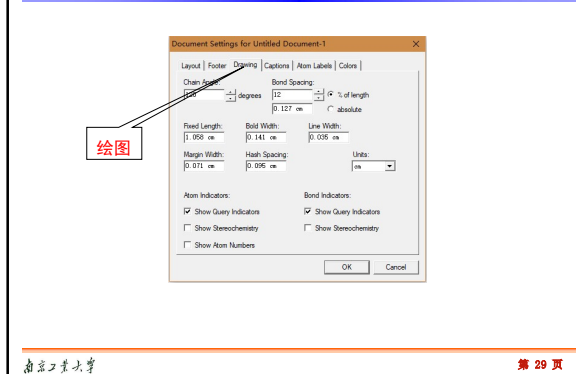 Document Settings for Untitled Document-1
Layout Footer Drawing Captions Atom Labels Colors
Chain Angle: Bond Spacing:
degrees 12 % of length
0.127 cm absolute
Fixed Length: Bold Width: Line Width:
1.058 cm 0.141 cm 0.035 cm
绘图
Margin Width: Hash Spacing: Units:
0.071 cm 0.095 cm cm
Atom Indicators: Bond Indicators:
Show Query Indicators Show Query Indicators
Show Stereochemistry Show Stereochemistry
Show Atom Numbers
OK Cancel
南京工业大学 第 29 页